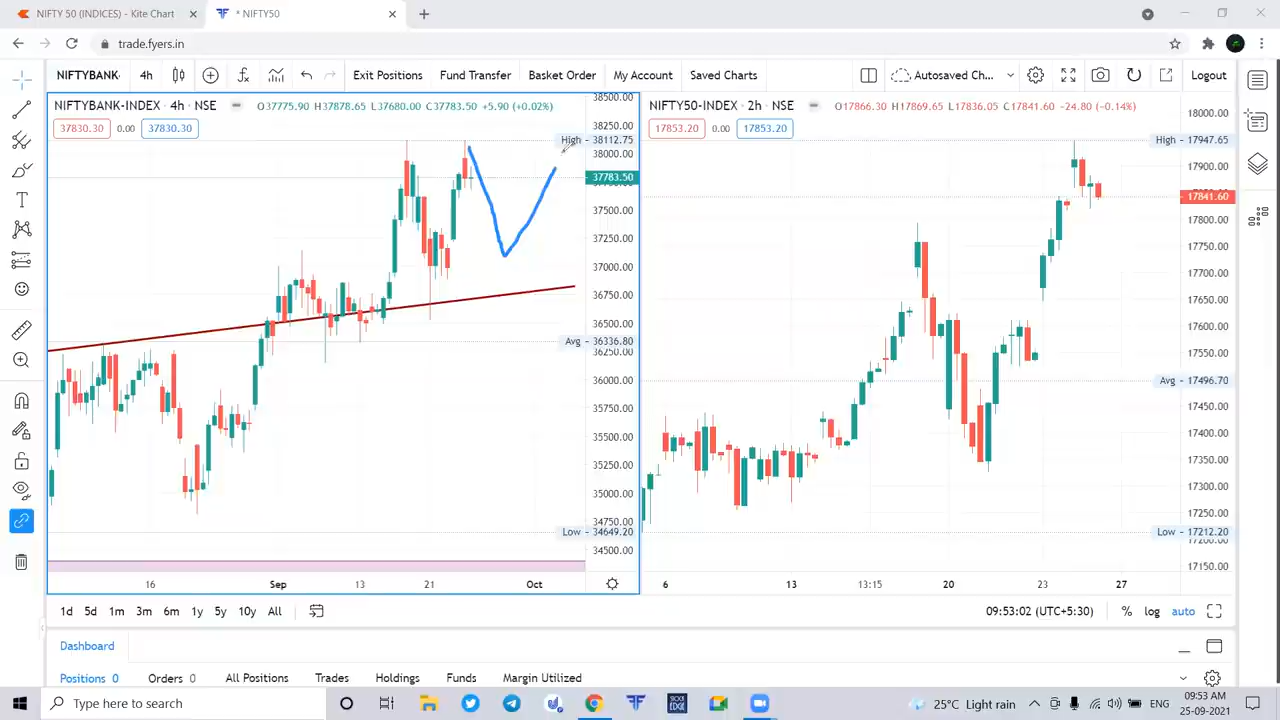 NIFTY 50 (INDICES) - Kite Chart
* NIFTY50
trade.fyers.in
NIFTYBANK- 4h Exit Positions Fund Transfer Basket Order My Account Saved Charts Autosaved Ch... Logout
NIFTYBANK-INDEX · 4h · NSE O37775.90 H37878.65 L37680.00 C37783.50 +5.90 (+0.02%)
37830.30 0.00 37830.30
38500.00
38250.00
High - 38112.75
38000.00
37783.50
37500.00
37250.00
37000.00
36750.00
36500.00
Avg - 36336.80
36250.00
36000.00
35750.00
35500.00
35250.00
35000.00
34750.00
Low - 34649.20
34500.00
16 Sep 13 21 Oct
NIFTY50-INDEX · 2h · NSE O17866.30 H17869.65 L17836.05 C17841.60 -24.80 (-0.14%)
17853.20 0.00 17853.20
18000.00
High - 17947.65
17900.00
17841.60
17800.00
17750.00
17700.00
17650.00
17600.00
17550.00
Avg - 17496.70
17450.00
17400.00
17350.00
17300.00
17250.00
Low - 17212.20
17200.00
17150.00
6 13 13:15 20 23 27
1d 5d 1m 3m 6m 1y 5y 10y All 09:53:02 (UTC+5:30) % log auto
Dashboard
Positions 0 Orders 0 All Positions Trades Holdings Funds Margin Utilized
Type here to search
25°C Light rain
ENG
09:53 AM
25-09-2021